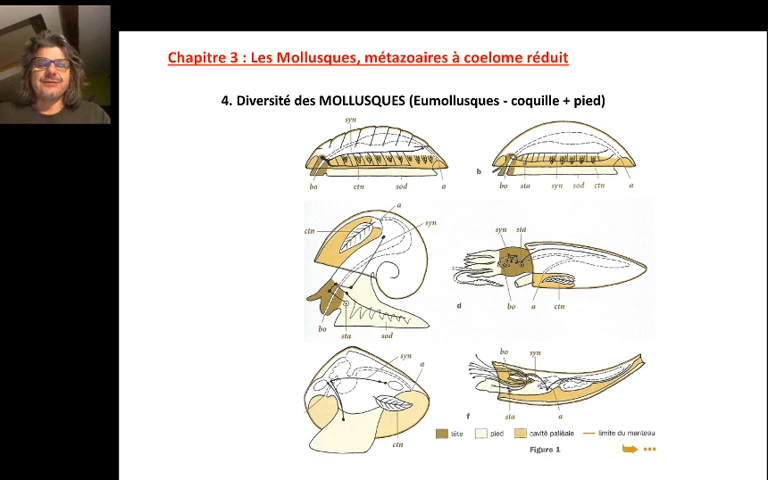 Chapitre 3 : Les Mollusques, métazoaires à coelome réduit
4. Diversité des MOLLUSQUES (Eumollusques - coquille + pied)
syn
bo ctn sod a
b
bo sta syn sod ctn a
a
ctn
syn
bo
sta sod
syn sta
d
bo a ctn
syn
a
ctn
bo syn
f
sta a
tête pied cavité palléale limite du manteau
Figure 1